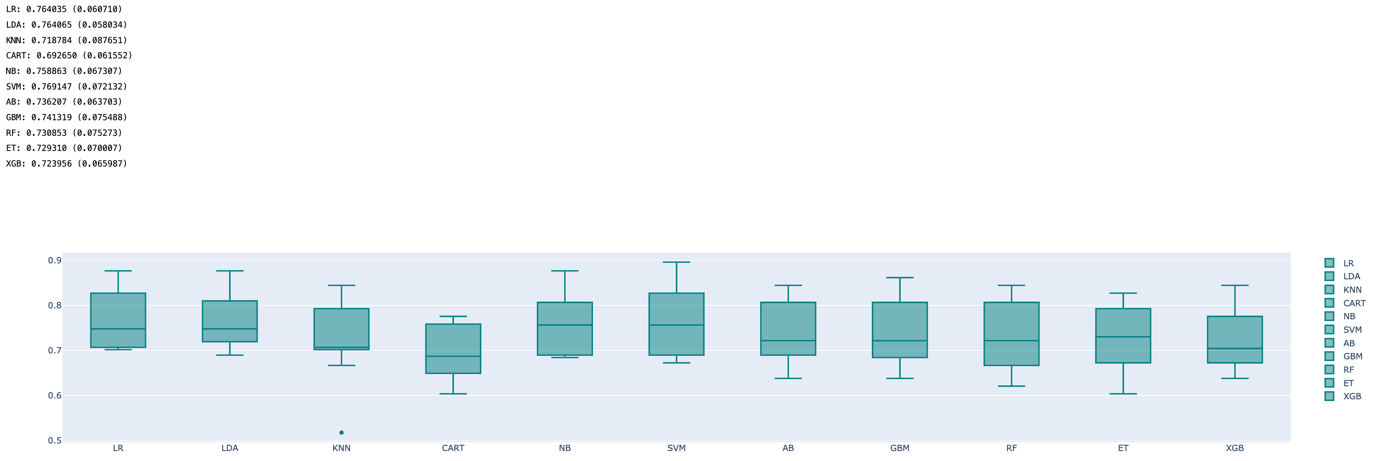 LR: 0.764035 (0.060710)
LDA: 0.764065 (0.058034)
KNN: 0.718784 (0.087651)
CART: 0.692650 (0.061552)
NB: 0.758863 (0.067307)
SVM: 0.769147 (0.072132)
AB: 0.736207 (0.063703)
GBM: 0.741319 (0.075488)
RF: 0.730853 (0.075273)
ET: 0.729310 (0.070007)
XGB: 0.723956 (0.065987)
0.9
0.8
0.7
0.6
0.5
LR LDA KNN CART NB SVM AB GBM RF ET XGB
LR
LDA
KNN
CART
NB
SVM
AB
GBM
RF
ET
XGB